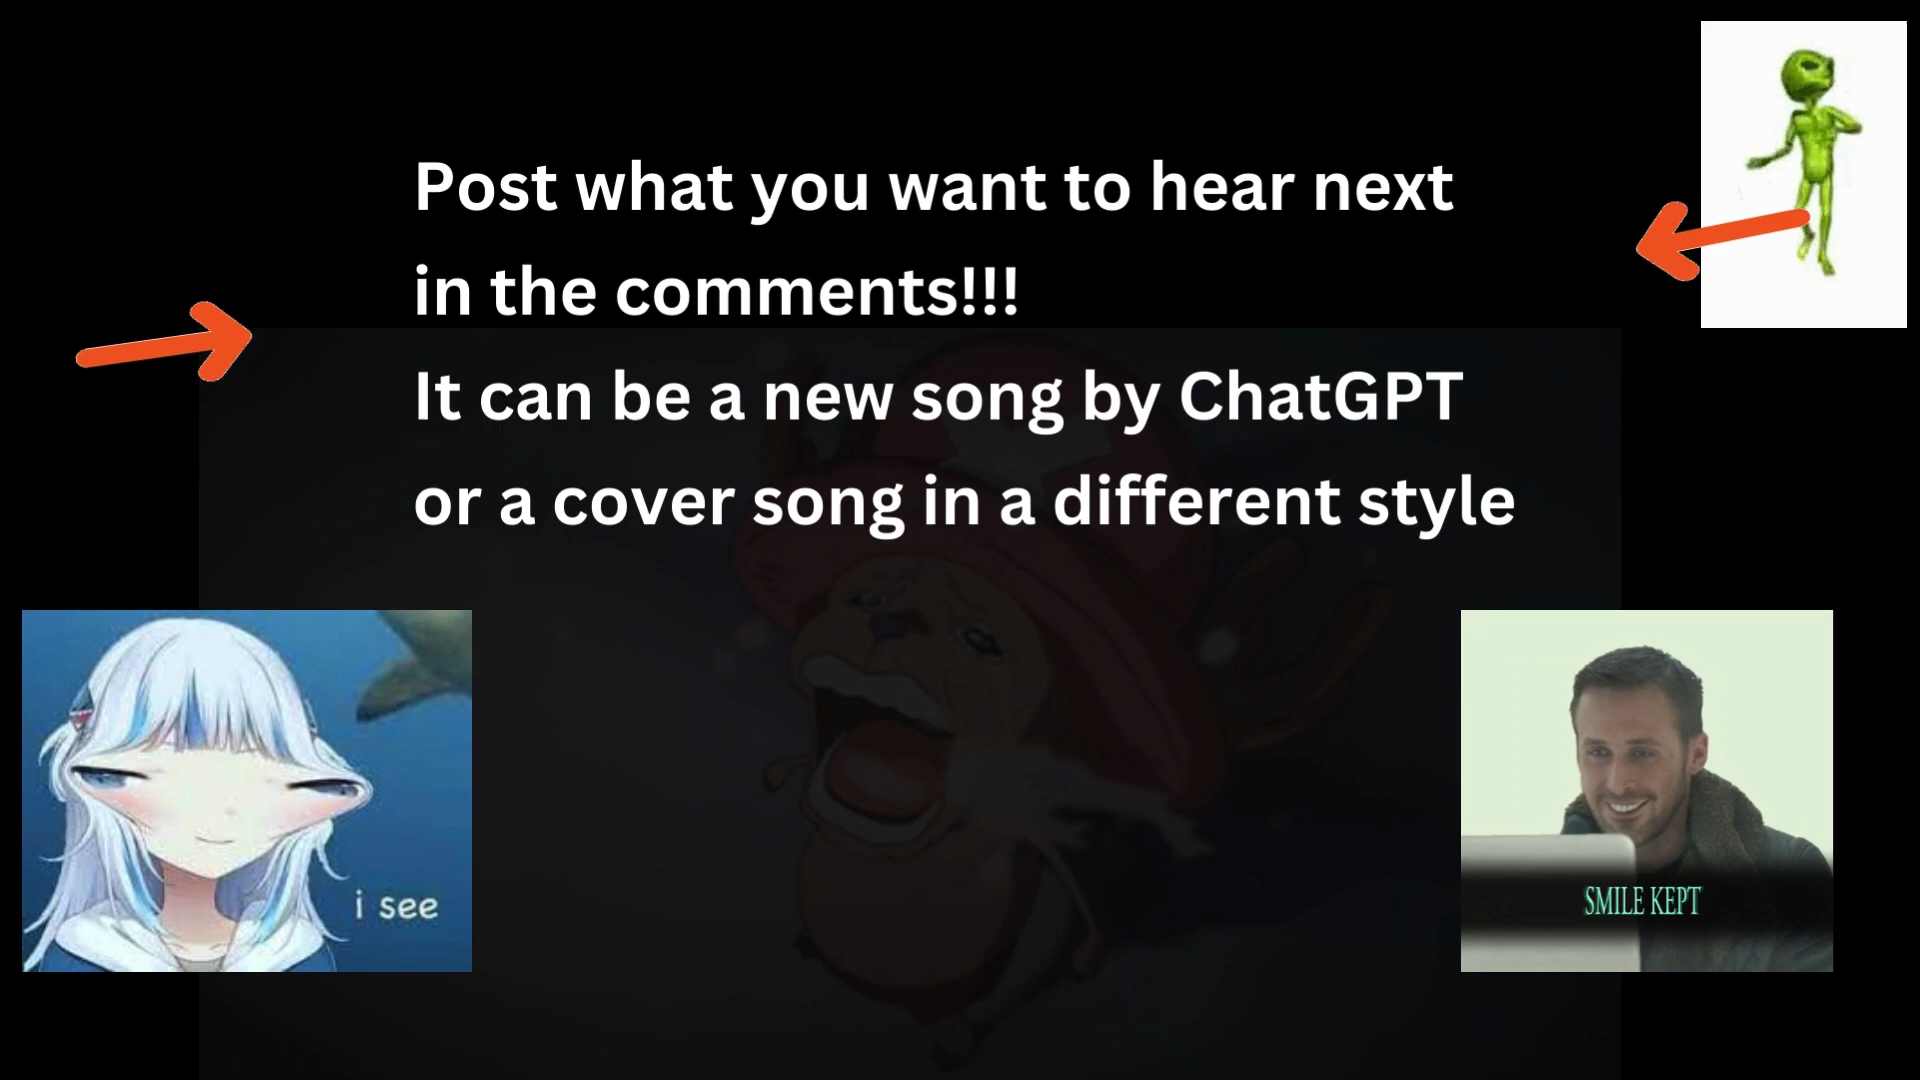 Post what you want to hear next
in the comments!!!
It can be a new song by ChatGPT
or a cover song in a different style
i see
SMILE KEPT